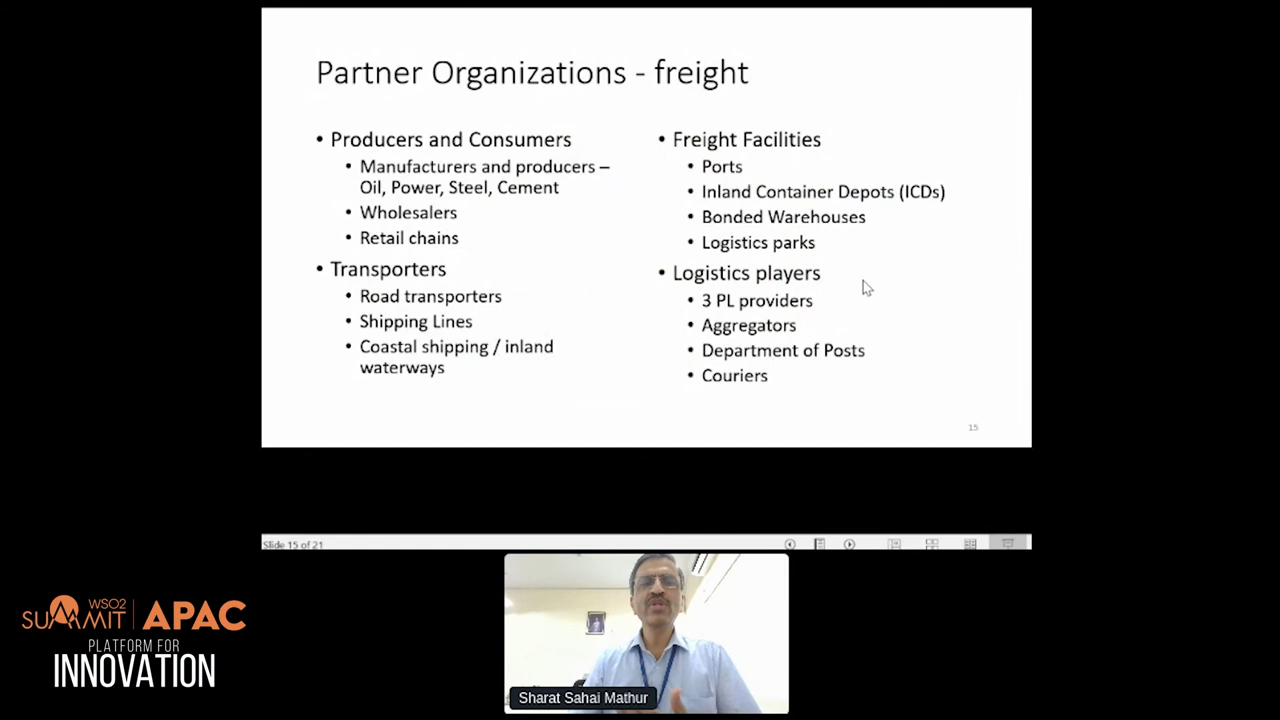 Partner Organizations - freight
• Producers and Consumers
• Manufacturers and producers –
Oil, Power, Steel, Cement
• Wholesalers
• Retail chains
• Transporters
• Road transporters
• Shipping Lines
• Coastal shipping / inland
waterways
• Freight Facilities
• Ports
• Inland Container Depots (ICDs)
• Bonded Warehouses
• Logistics parks
• Logistics players
• 3 PL providers
• Aggregators
• Department of Posts
• Couriers
15
Slide 15 of 21
WSO2
SUMMIT APAC
PLATFORM FOR
INNOVATION
Sharat Sahai Mathur